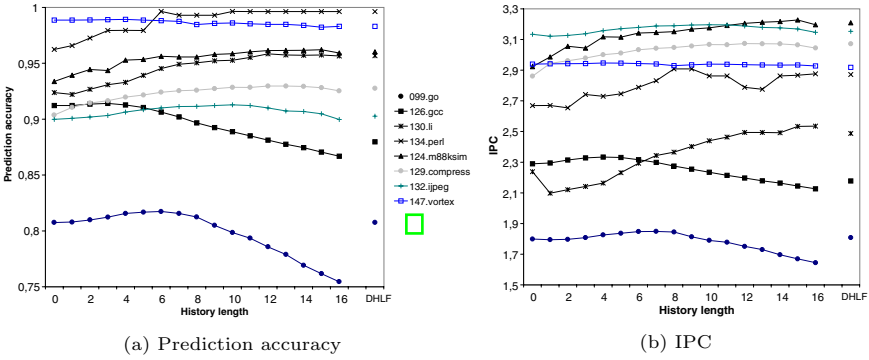 1
0,95
0,9
0,85
0,8
0,75
Prediction accuracy
0 2 4 6 8 10 12 14 16 DHLF
History length
099.go
126.gcc
130.li
134.perl
124.m88ksim
129.compress
132.ijpeg
147.vortex
3,3
3,1
2,9
2,7
2,5
2,3
2,1
1,9
1,7
1,5
IPC
0 2 4 6 8 10 12 14 16 DHLF
History length
(a) Prediction accuracy
(b) IPC